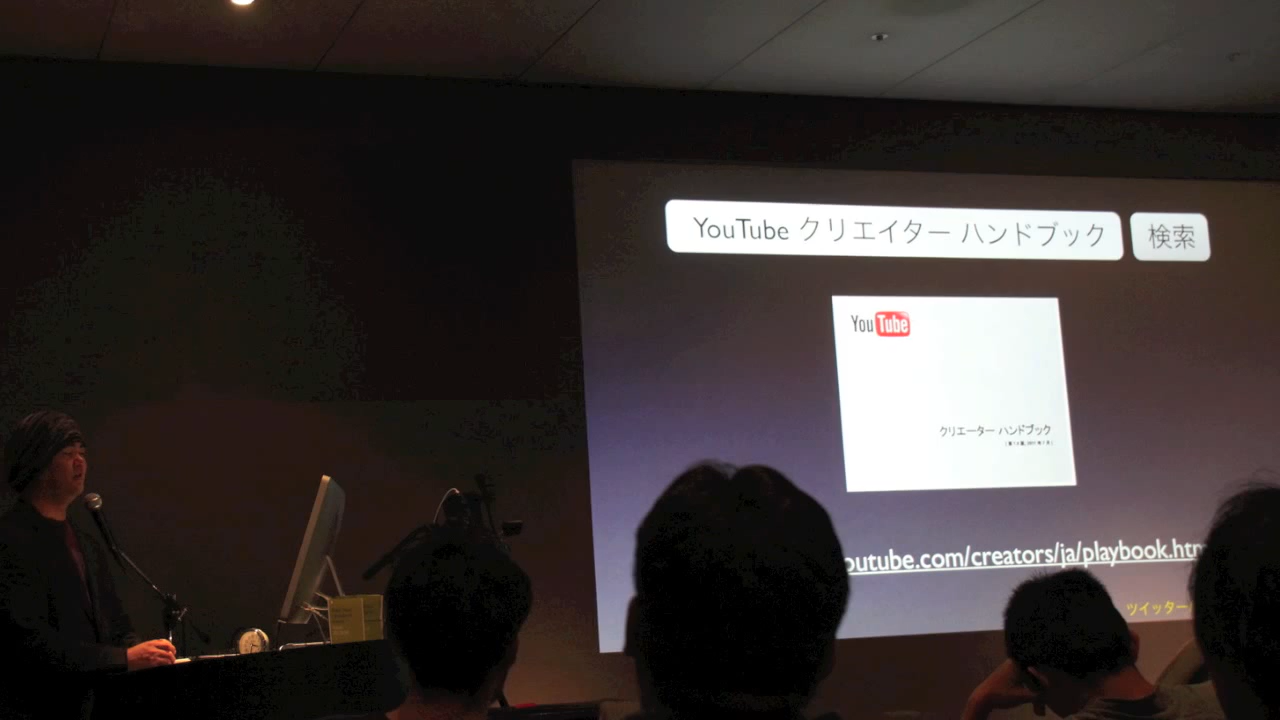 YouTube クリエイター ハンドブック 検索
YouTube
クリエーター ハンドブック
outube.com/creators/ja/playbook.htm
ツイッター